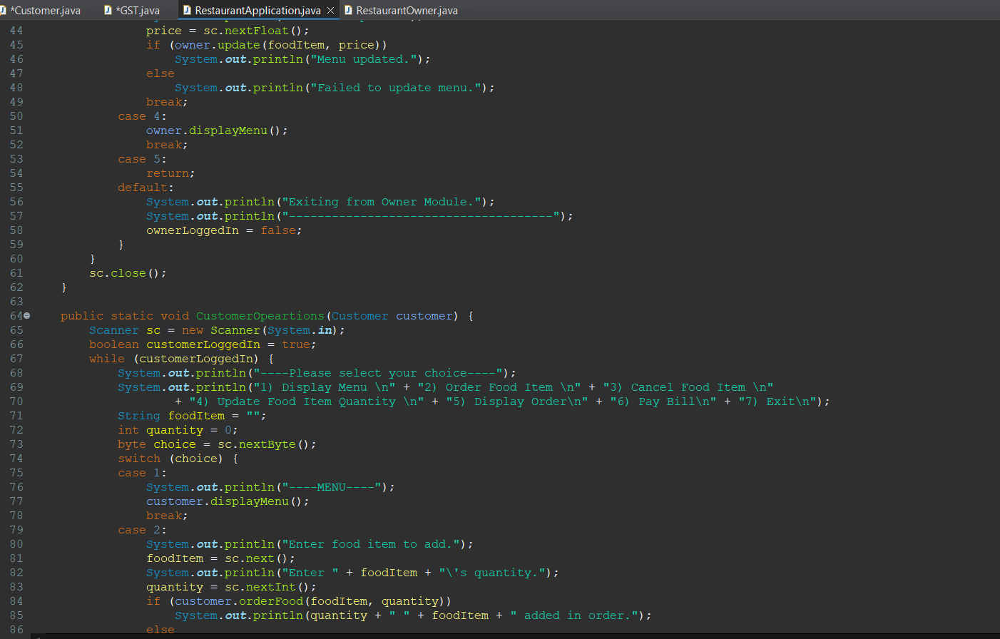 *Customer.java *GST.java RestaurantApplication.java RestaurantOwner.java
44 price = sc.nextFloat();
45 if (owner.update(foodItem, price))
46 System.out.println("Menu updated.");
47 else
48 System.out.println("Failed to update menu.");
49 break;
50 case 4:
51 owner.displayMenu();
52 break;
53 case 5:
54 return;
55 default:
56 System.out.println("Exiting from Owner Module.");
57 System.out.println("-------------------------------------");
58 ownerLoggedIn = false;
59 }
60 }
61 sc.close();
62 }
63
64 public static void CustomerOpeartions(Customer customer) {
65 Scanner sc = new Scanner(System.in);
66 boolean customerLoggedIn = true;
67 while (customerLoggedIn) {
68 System.out.println("----Please select your choice----");
69 System.out.println("1) Display Menu \n" + "2) Order Food Item \n" + "3) Cancel Food Item \n"
70 + "4) Update Food Item Quantity \n" + "5) Display Order\n" + "6) Pay Bill\n" + "7) Exit\n");
71 String foodItem = "";
72 int quantity = 0;
73 byte choice = sc.nextByte();
74 switch (choice) {
75 case 1:
76 System.out.println("----MENU----");
77 customer.displayMenu();
78 break;
79 case 2:
80 System.out.println("Enter food item to add.");
81 foodItem = sc.next();
82 System.out.println("Enter " + foodItem + "\'s quantity.");
83 quantity = sc.nextInt();
84 if (customer.orderFood(foodItem, quantity))
85 System.out.println(quantity + " " + foodItem + " added in order.");
86 else